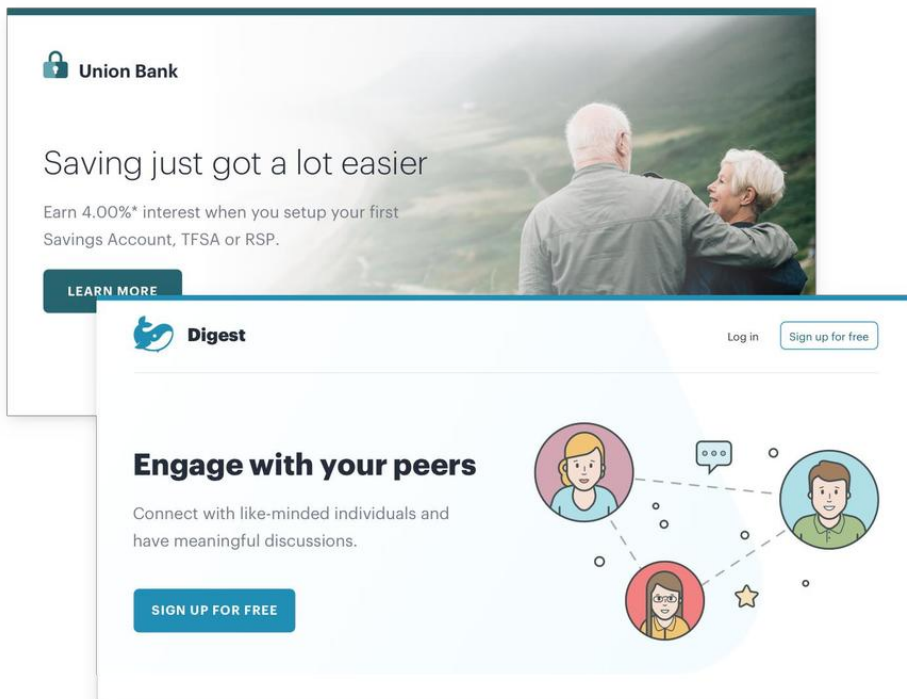 Union Bank
Saving just got a lot easier
Earn 4.00%* interest when you setup your first
Savings Account, TFSA or RSP.
LEARN MORE
Digest
Log in
Sign up for free
Engage with your peers
Connect with like-minded individuals and
have meaningful discussions.
SIGN UP FOR FREE